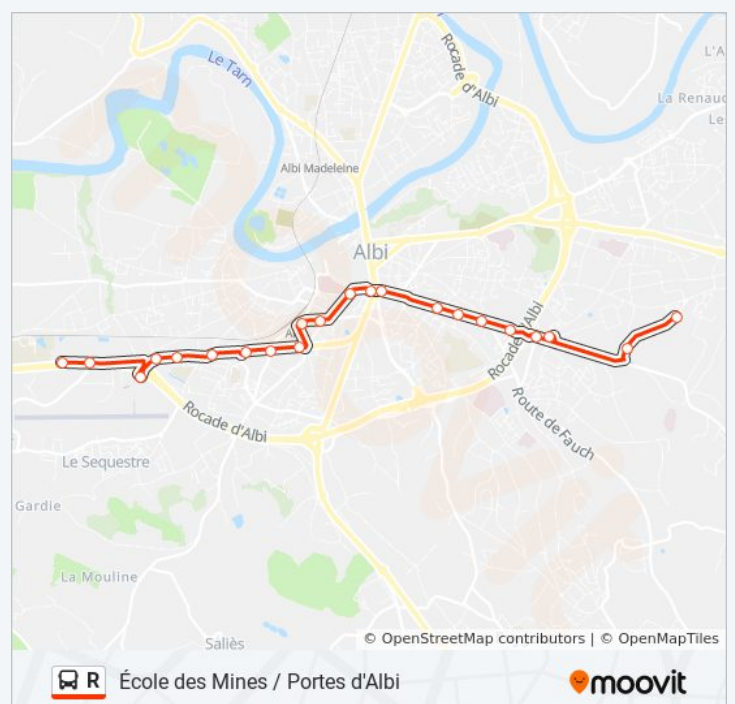 L'A
Rocade d'Albi
Le Tarn
La Renaud
Le
Albi Madeleine
Albi
A
Rocade d'Albi
Rocade d'Albi
Route de Fauch
Le Sequestre
Gardie
La Mouline
Saliès
© OpenStreetMap contributors | © OpenMapTiles
R École des Mines / Portes d'Albi
moovit